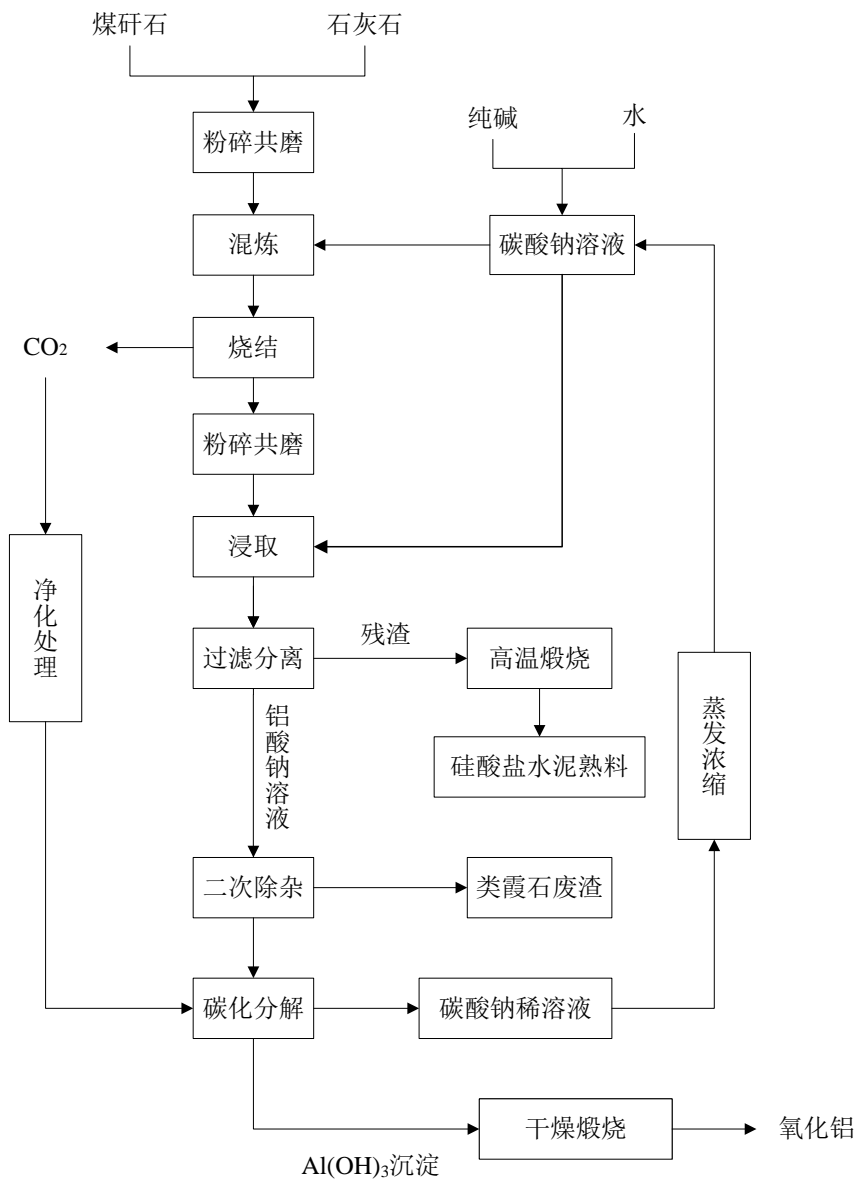 煤矸石
石灰石
粉碎共磨
纯碱
水
混炼
碳酸钠溶液
CO2
烧结
粉碎共磨
浸取
净化处理
过滤分离
残渣
高温煅烧
铝酸钠溶液
硅酸盐水泥熟料
蒸发浓缩
二次除杂
类霞石废渣
碳化分解
碳酸钠稀溶液
干燥煅烧
氧化铝
Al(OH)3沉淀